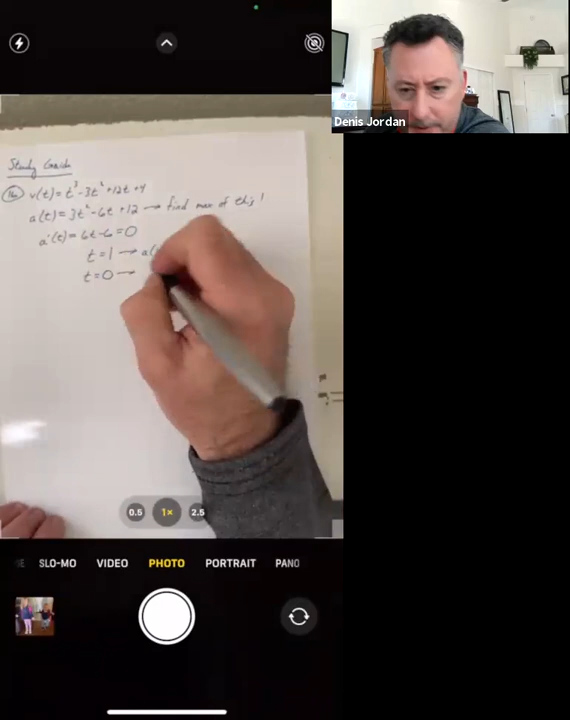 Denis Jordan
Study Guide
v(t) = t³ - 3t² + 12t + 4
a(t) = 3t² - 6t + 12 → find max of this!
a'(t) = 6t - 6 = 0
t = 1 → a(
t = 0 →
0.5 1× 2.5
SLO-MO VIDEO PHOTO PORTRAIT PANO